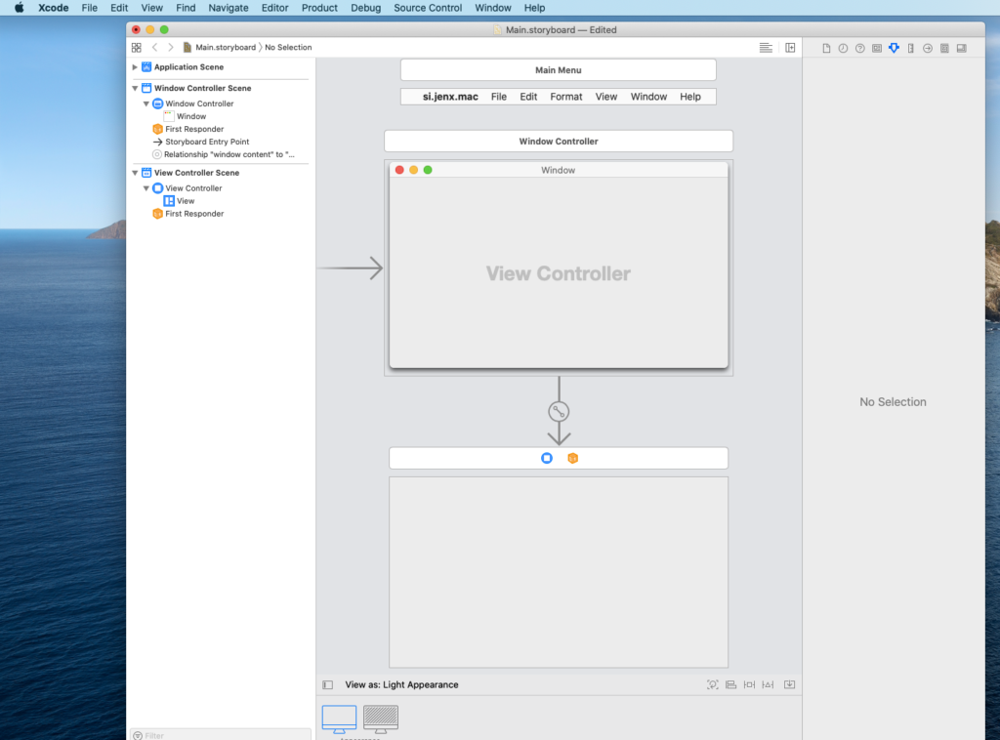 Xcode File Edit View Find Navigate Editor Product Debug Source Control Window Help
Main.storyboard — Edited
Main.storyboard No Selection
Application Scene
Window Controller Scene
Window Controller
Window
First Responder
Storyboard Entry Point
Relationship "window content" to "...
View Controller Scene
View Controller
View
First Responder
Main Menu
si.jenx.mac File Edit Format View Window Help
Window Controller
Window
View Controller
No Selection
View as: Light Appearance
Filter